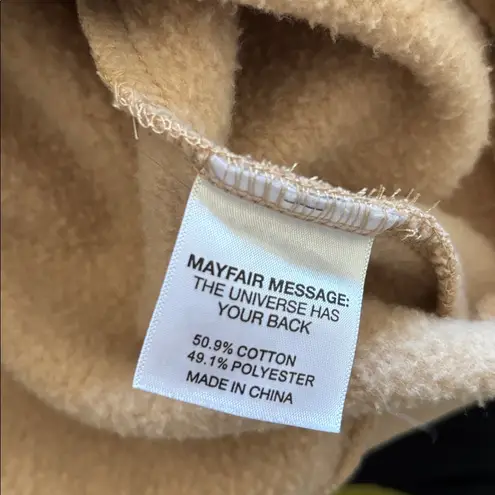 MAYFAIR MESSAGE:
THE UNIVERSE HAS
YOUR BACK
50.9% COTTON
49.1% POLYESTER
MADE IN CHINA